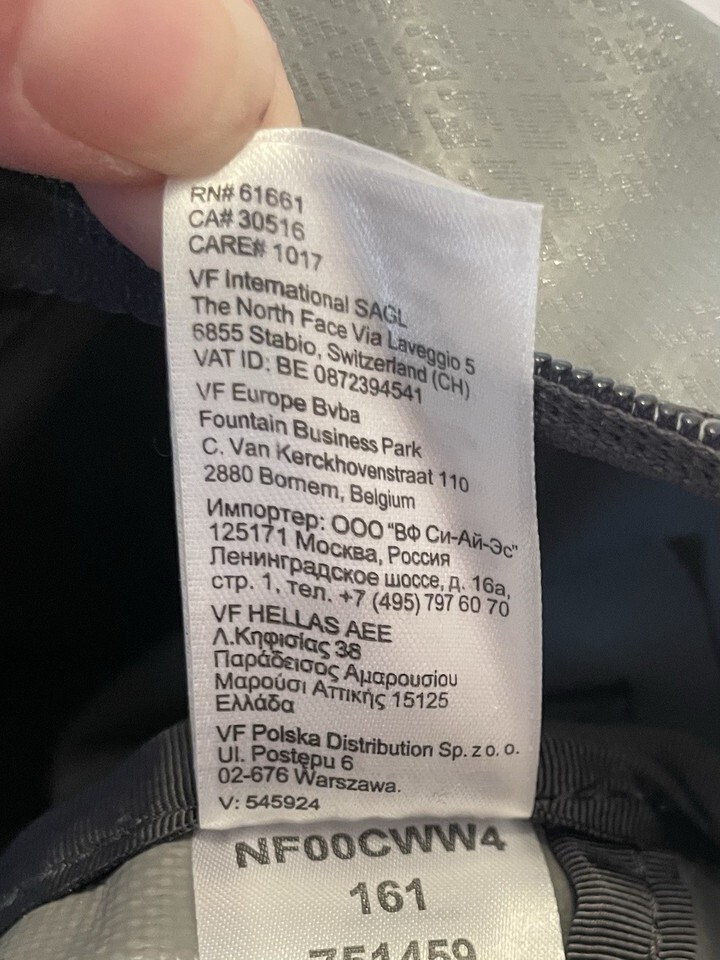 RN# 61661
CA# 30516
CARE# 1017
VF International SAGL
The North Face Via Laveggio 5
6855 Stabio, Switzerland (CH)
VAT ID: BE 0872394541
VF Europe Bvba
Fountain Business Park
C. Van Kerckhovenstraat 110
2880 Bornem, Belgium
Импортер: ООО "ВФ Си-Ай-Эс"
125171 Москва, Россия
Ленинградское шоссе, д. 16а,
стр. 1, тел. +7 (495) 797 60 70
VF HELLAS AEE
Λ.Κηφισίας 38
Παράδεισος Αμαρουσίου
Μαρούσι Αττικής 15125
Ελλάδα
VF Polska Distribution Sp. z o. o.
Ul. Postępu 6
02-676 Warszawa.
V: 545924
NF00CWW4
161
751459